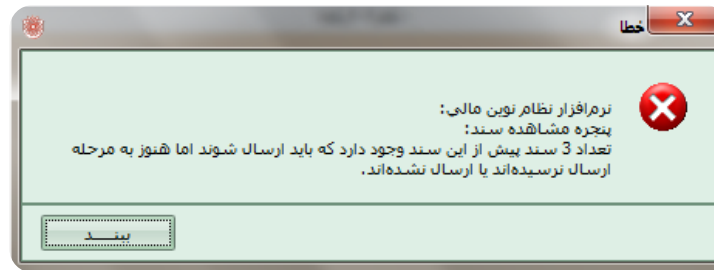 خطا
نرم‌افزار نظام نوین مالی:
پنجره مشاهده سند:
تعداد 3 سند پیش از این سند وجود دارد که باید ارسال شوند اما هنوز به مرحله
ارسال نرسیده‌اند یا ارسال نشده‌اند.
ببنـــد